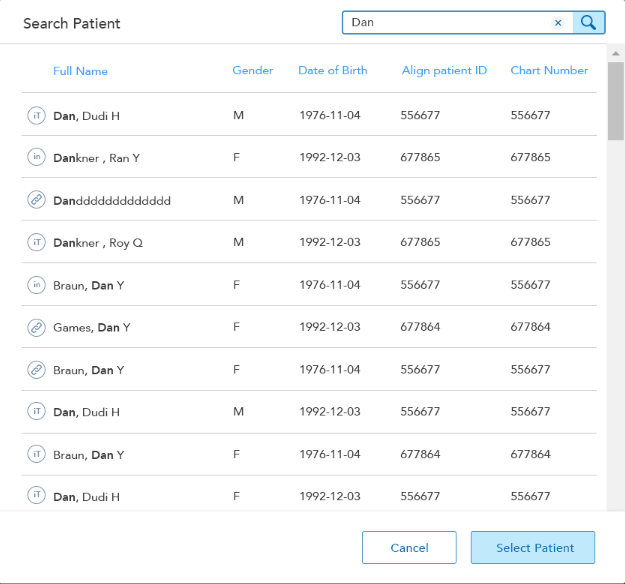 Search Patient Dan ×
Full Name Gender Date of Birth Align patient ID Chart Number
iT Dan, Dudi H M 1976-11-04 556677 556677
in Dankner , Ran Y F 1992-12-03 677865 677865
Danddddddddddddd M 1976-11-04 556677 556677
iT Dankner , Roy Q M 1992-12-03 677865 677865
in Braun, Dan Y F 1976-11-04 556677 556677
Games, Dan Y F 1992-12-03 677864 677864
Braun, Dan Y F 1976-11-04 556677 556677
iT Dan, Dudi H M 1992-12-03 556677 556677
iT Braun, Dan Y F 1976-11-04 677864 677864
iT Dan, Dudi H F 1992-12-03 556677 556677
Cancel Select Patient